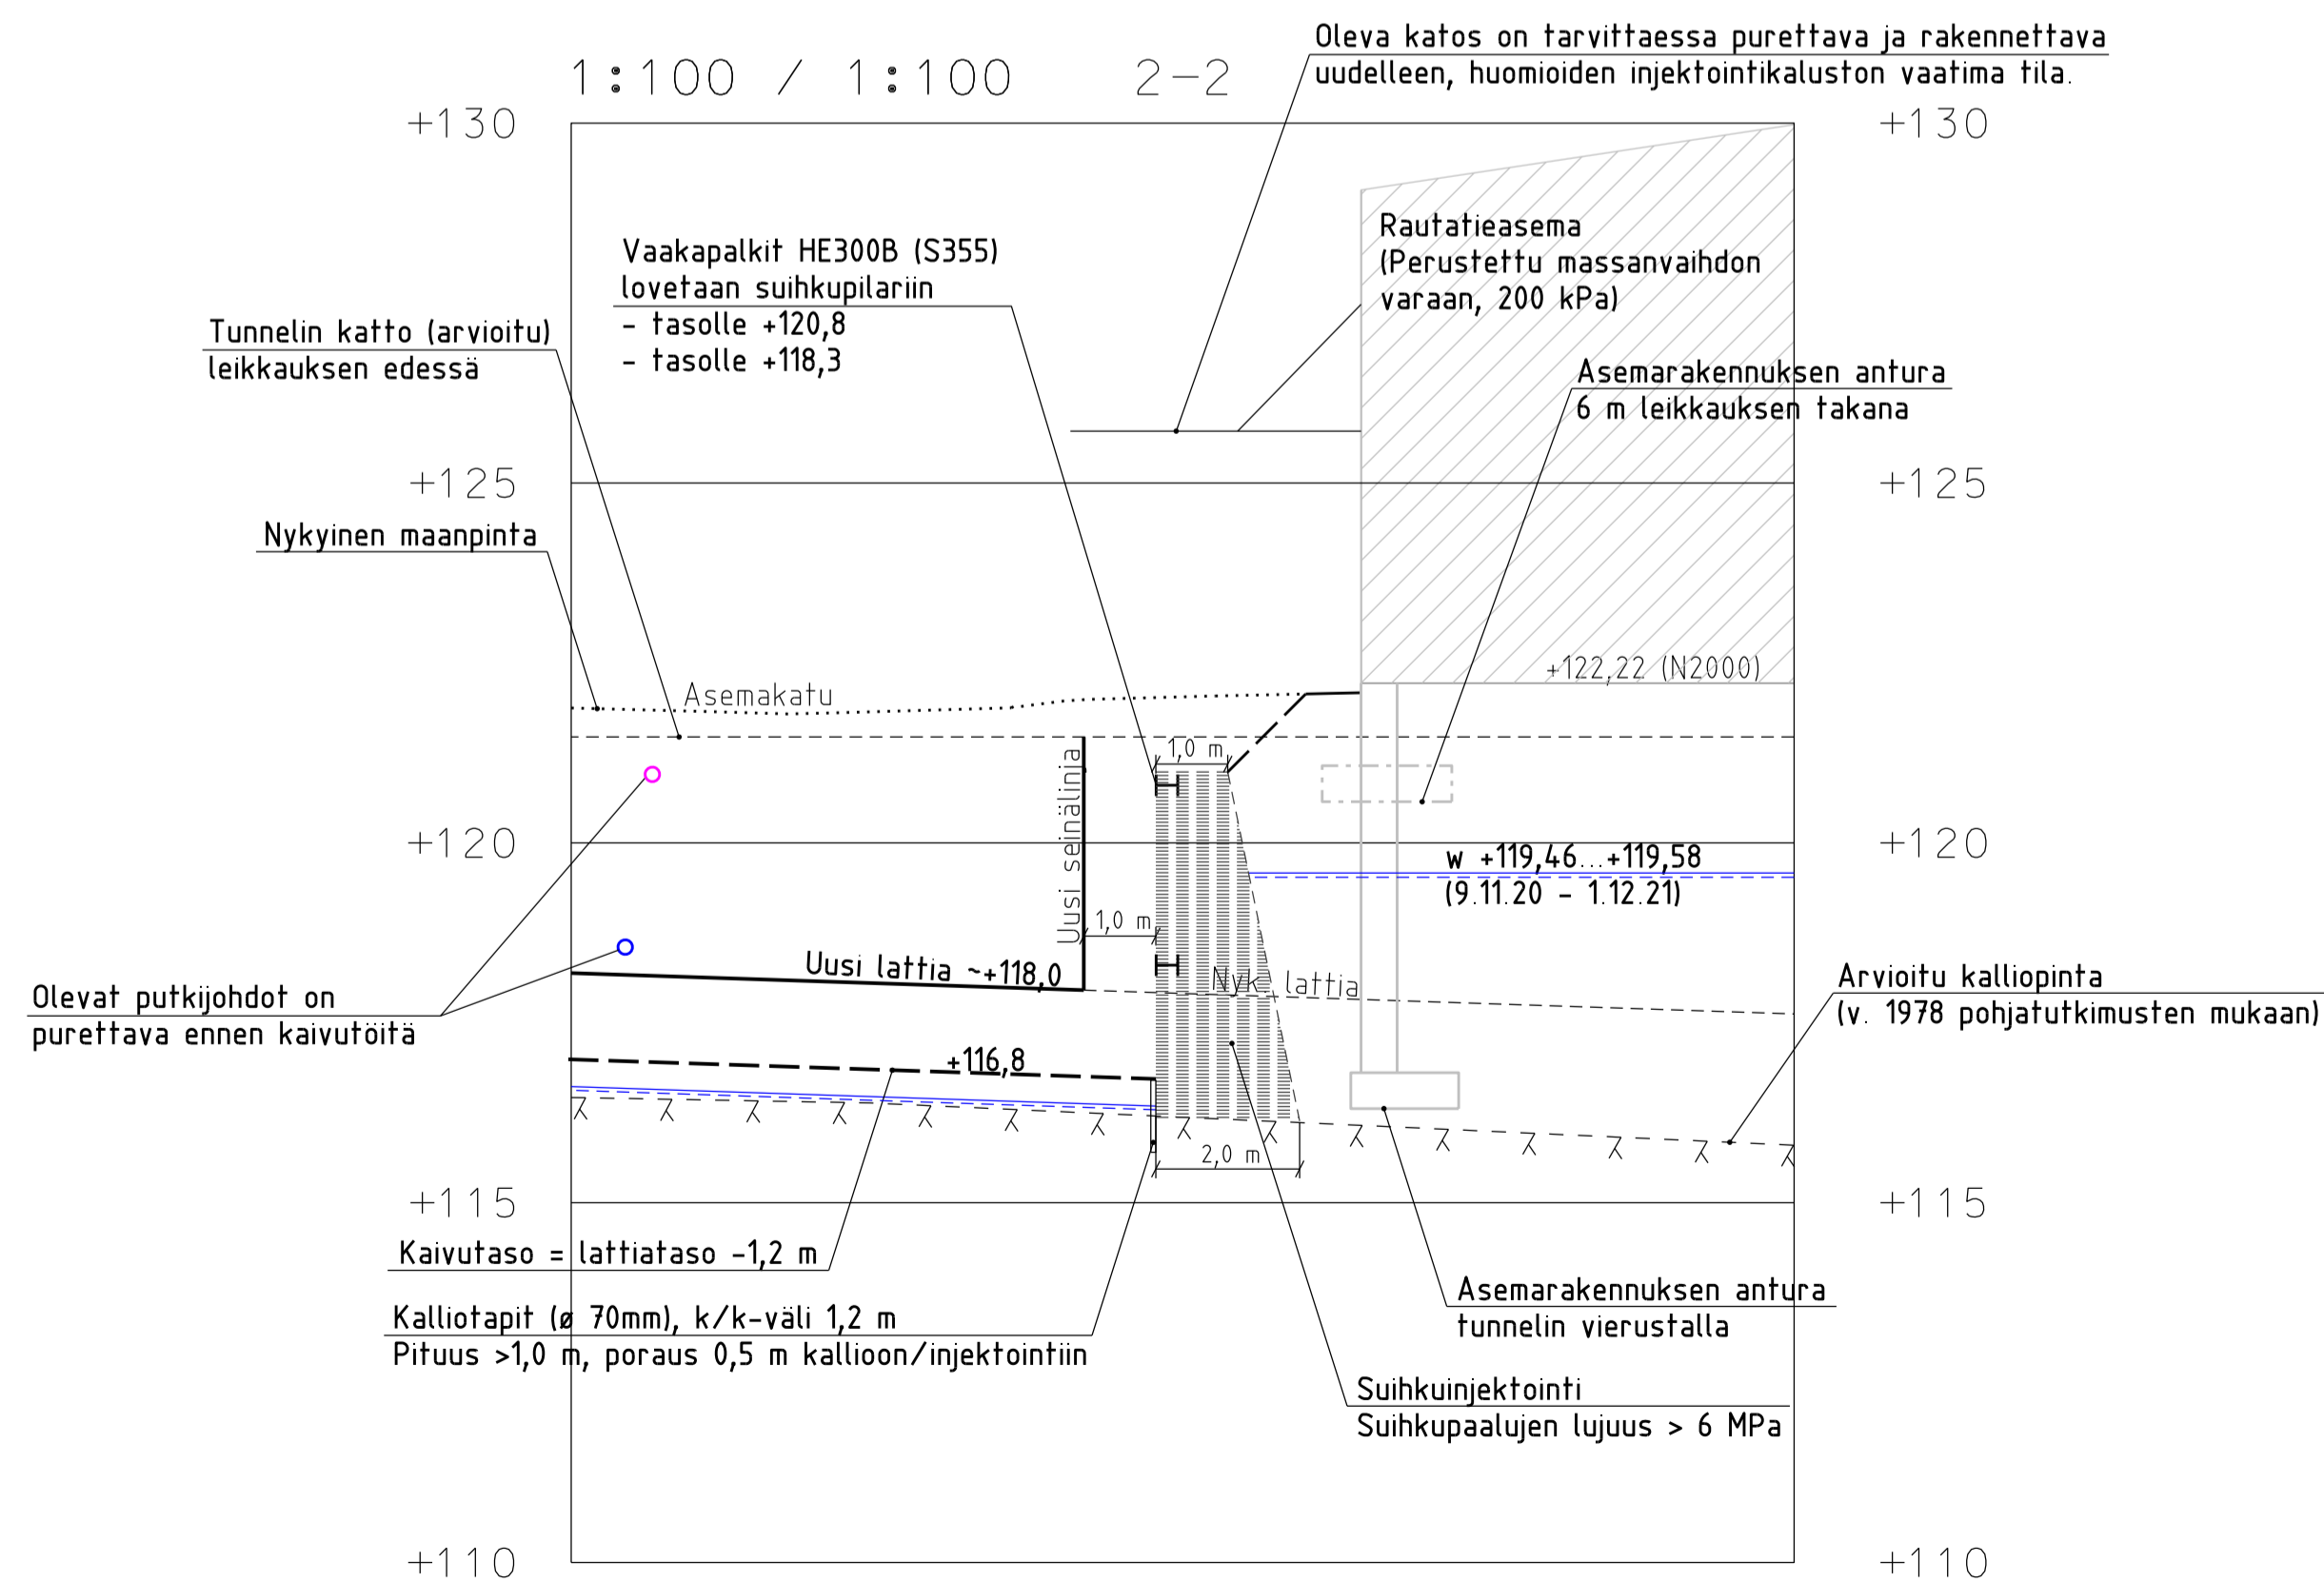 Oleva katos on tarvittaessa purettava ja rakennettava
uudelleen, huomioiden injektointikaluston vaatima tila.
1:100 / 1:100
2-2
+130
+130
Rautatieasema
(Perustettu massanvaihdon
varaan, 200 kPa)
Vaakapalkit HE300B (S355)
lovetaan suihkupilariin
- tasolle +120,8
- tasolle +118,3
Tunnelin katto (arvioitu)
leikkauksen edessä
Asemarakennuksen antura
6 m leikkauksen takana
+125
+125
Nykyinen maanpinta
+122,22 (N2000)
Asemakatu
1,0 m
Uusi seinälinia
+120
+120
w +119,46...+119,58
(9.11.20 - 1.12.21)
1,0 m
Uusi lattia ~+118,0
Nyk. lattia
Olevat putkijohdot on
purettava ennen kaivutöitä
Arvioitu kalliopinta
(v. 1978 pohjatutkimusten mukaan)
+116,8
2,0 m
+115
+115
Kaivutaso = lattiataso -1,2 m
Kalliotapit (ø 70mm), k/k-väli 1,2 m
Pituus >1,0 m, poraus 0,5 m kallioon/injektointiin
Asemarakennuksen antura
tunnelin vierustalla
Suihkuinjektointi
Suihkupaalujen lujuus > 6 MPa
+110
+110